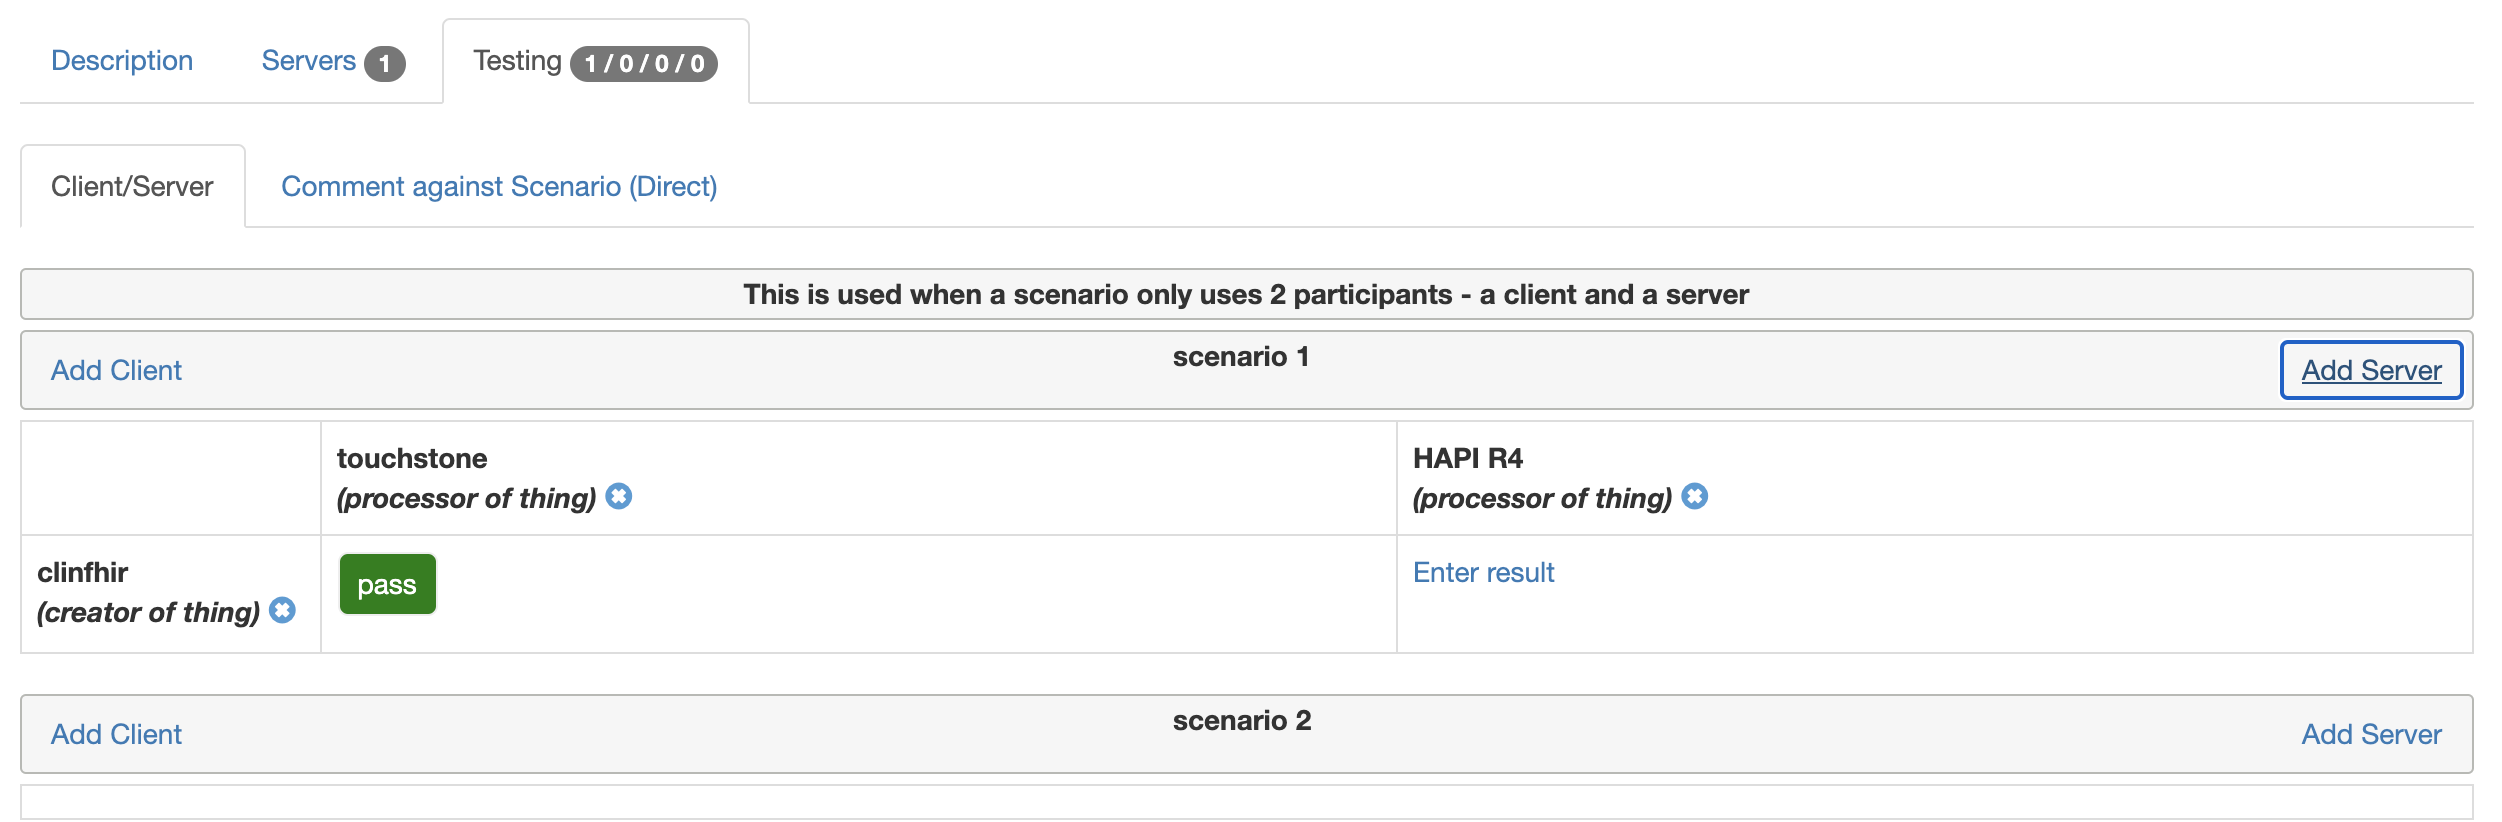 Description Servers 1 Testing 1 / 0 / 0 / 0
Client/Server Comment against Scenario (Direct)
This is used when a scenario only uses 2 participants - a client and a server
Add Client scenario 1 Add Server
touchstone HAPI R4
(processor of thing) (processor of thing)
clinfhir pass Enter result
(creator of thing)
Add Client scenario 2 Add Server